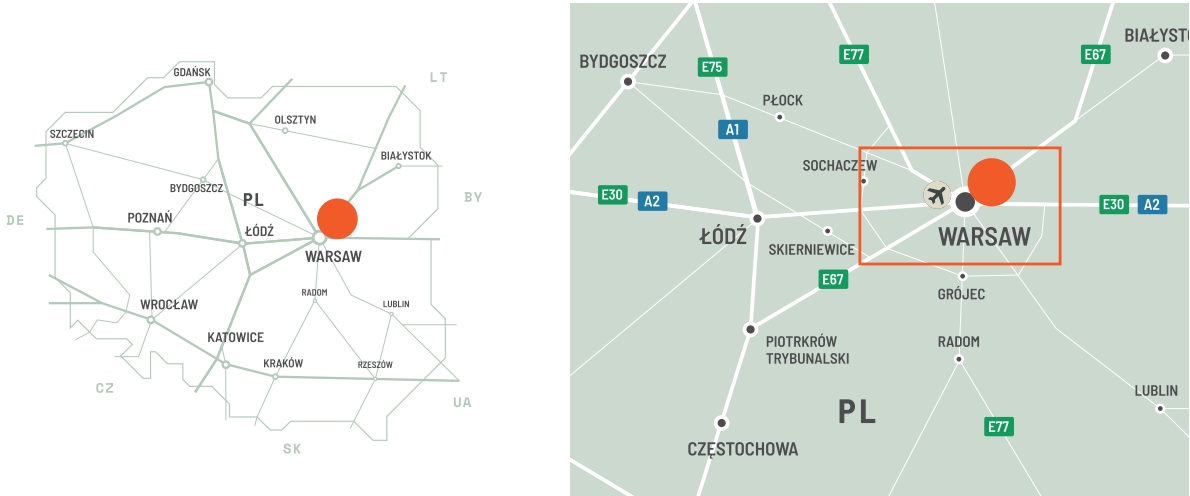 GDAŃSK
LT
SZCZECIN
OLSZTYN
BIAŁYSTOK
BYDGOSZCZ
PL
BY
DE
POZNAŃ
ŁÓDŹ
WARSAW
RADOM
WROCŁAW
LUBLIN
KATOWICE
KRAKÓW
RZESZÓW
CZ
UA
SK
BIAŁYST
BYDGOSZCZ
E75
E77
E67
PŁOCK
A1
SOCHACZEW
E30
A2
E30
A2
ŁÓDŹ
SKIERNIEWICE
WARSAW
E67
GRÓJEC
PIOTRKRÓW
TRYBUNALSKI
RADOM
LUBLIN
PL
E77
CZĘSTOCHOWA